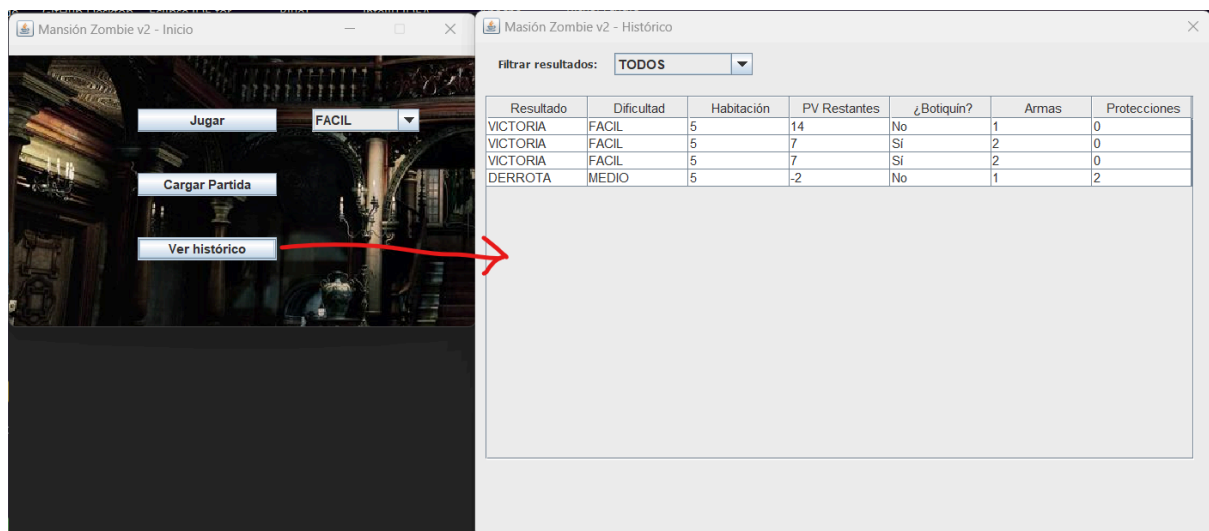 Mansión Zombie v2 - Inicio
Jugar
FACIL
Cargar Partida
Ver histórico
Masión Zombie v2 - Histórico
Filtrar resultados: TODOS
Resultado Dificultad Habitación PV Restantes ¿Botiquín? Armas Protecciones
VICTORIA FACIL 5 14 No 1 0
VICTORIA FACIL 5 7 Sí 2 0
VICTORIA FACIL 5 7 Sí 2 0
DERROTA MEDIO 5 -2 No 1 2